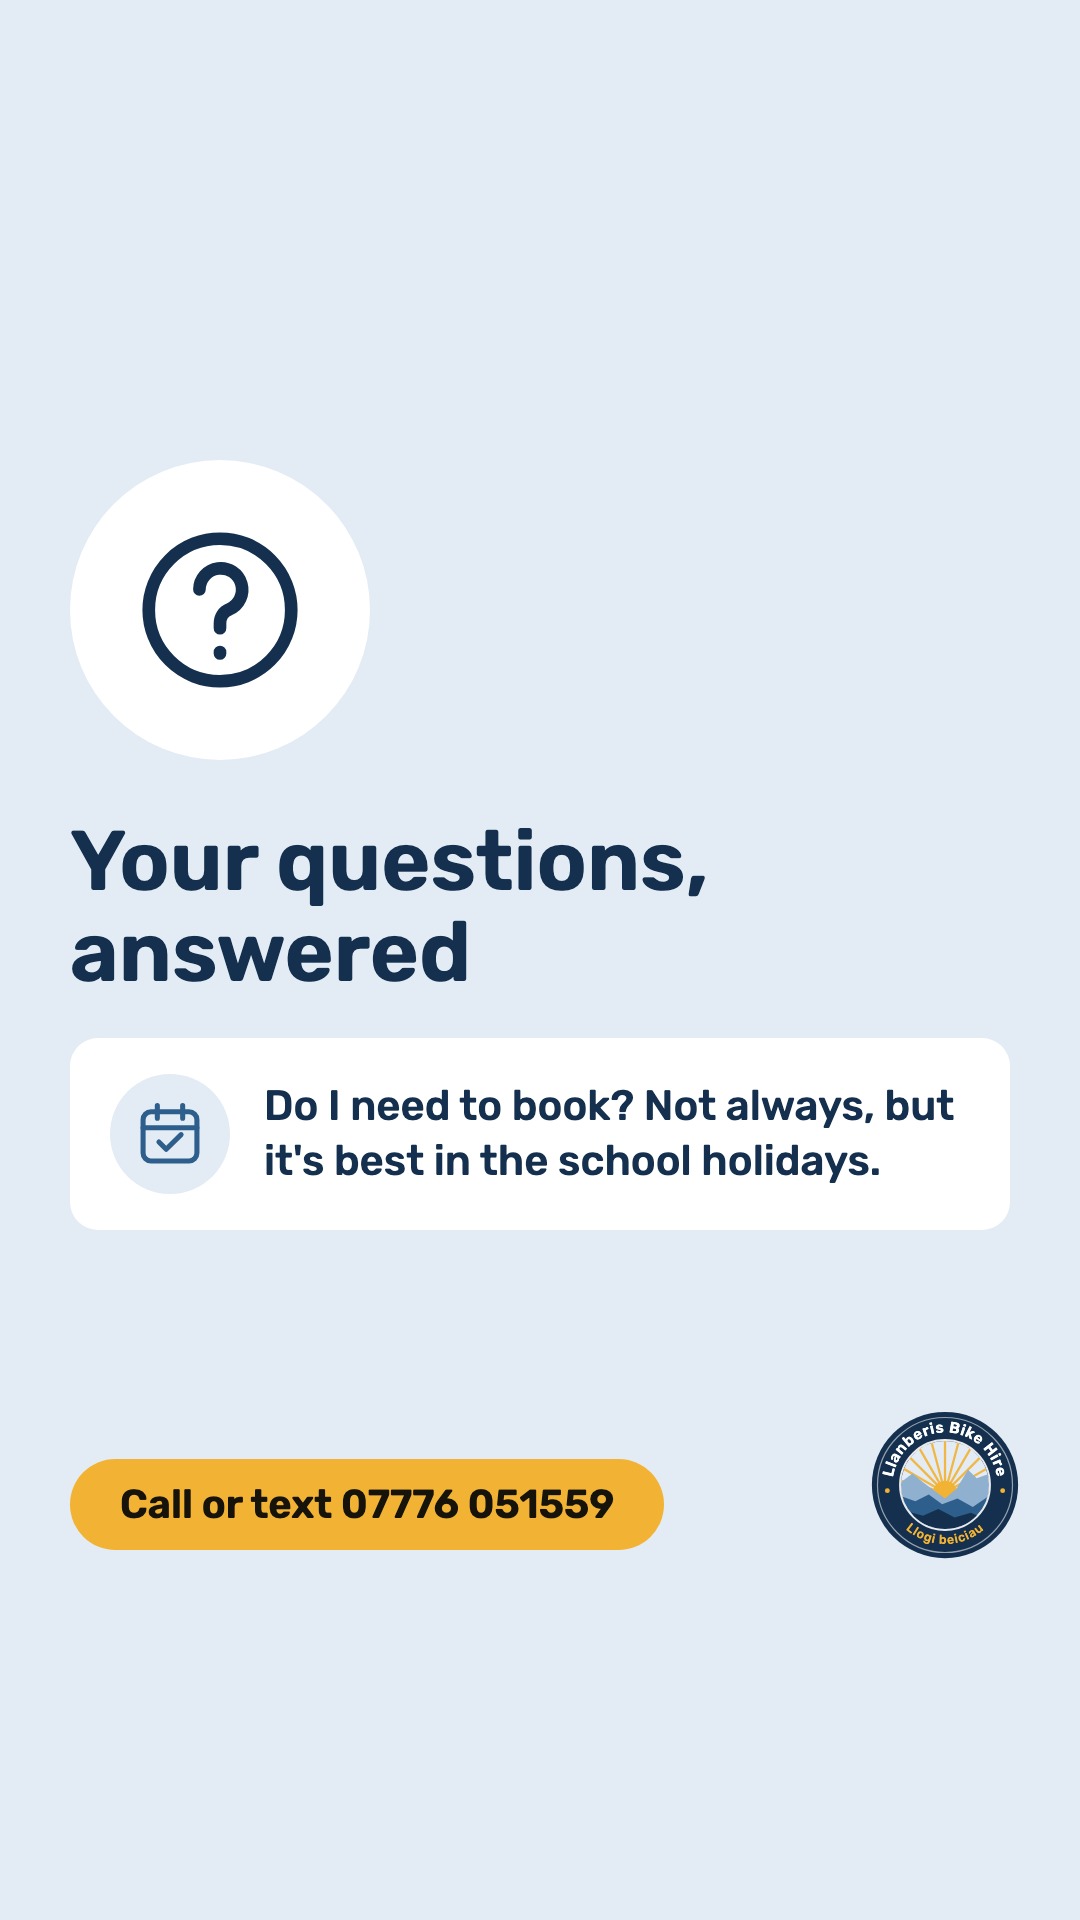 Your questions,
answered
Do I need to book? Not always, but
it's best in the school holidays.
Call or text 07776 051559
Llanberis Bike Hire
Llogi beiciau